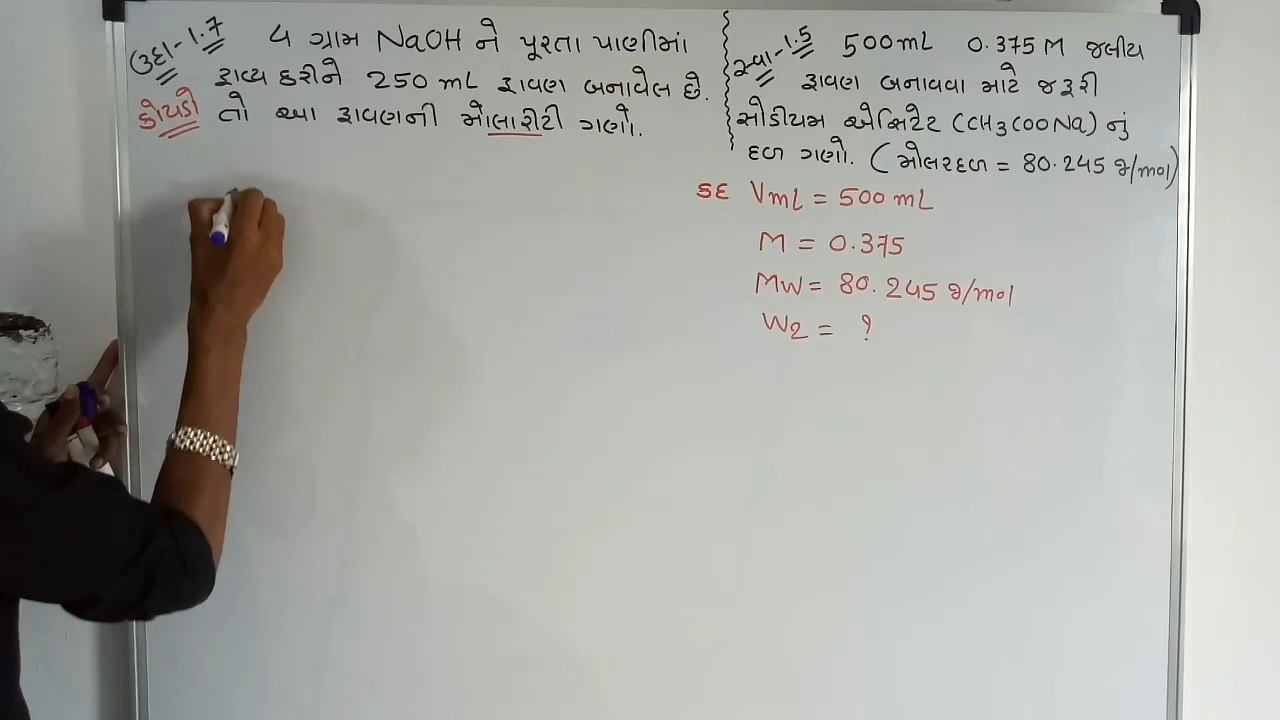 ઉદા-1.7
4 ગ્રામ NaOH ને પૂરતા પાણીમાં
દ્રાવ્ય કરીને 250 mL દ્રાવણ બનાવેલ છે.
કોયડો તો આ દ્રાવણની મોલારીટી ગણો.
સ્વા-1.5
500mL 0.375 M જલીય
દ્રાવણ બનાવવા માટે જરૂરી
સોડીયમ એસિટેટ (CH3COONa) નું
દળ ગણો. (મોલરદળ = 80.245 g/mol)
કદ VmL = 500 mL
M = 0.375
MW = 80.245 g/mol
W2 = ?